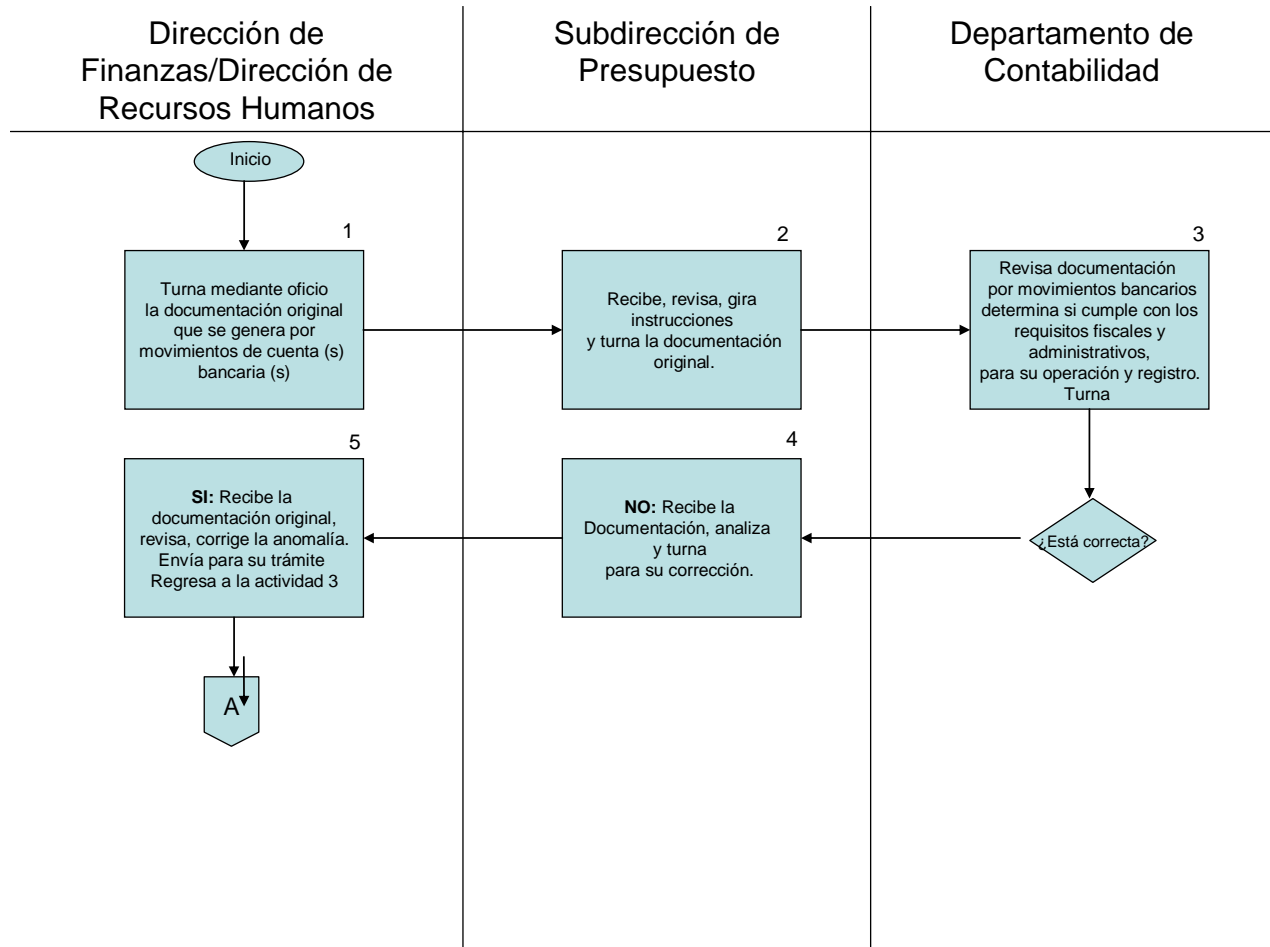 Dirección de
Finanzas/Dirección de
Recursos Humanos
Subdirección de
Presupuesto
Departamento de
Contabilidad
Inicio
1
Turna mediante oficio
la documentación original
que se genera por
movimientos de cuenta (s)
bancaria (s)
2
Recibe, revisa, gira
instrucciones
y turna la documentación
original.
3
Revisa documentación
por movimientos bancarios
determina si cumple con los
requisitos fiscales y
administrativos,
para su operación y registro.
Turna
¿Está correcta?
4
NO: Recibe la
Documentación, analiza
y turna
para su corrección.
5
SI: Recibe la
documentación original,
revisa, corrige la anomalía.
Envía para su trámite
Regresa a la actividad 3
A